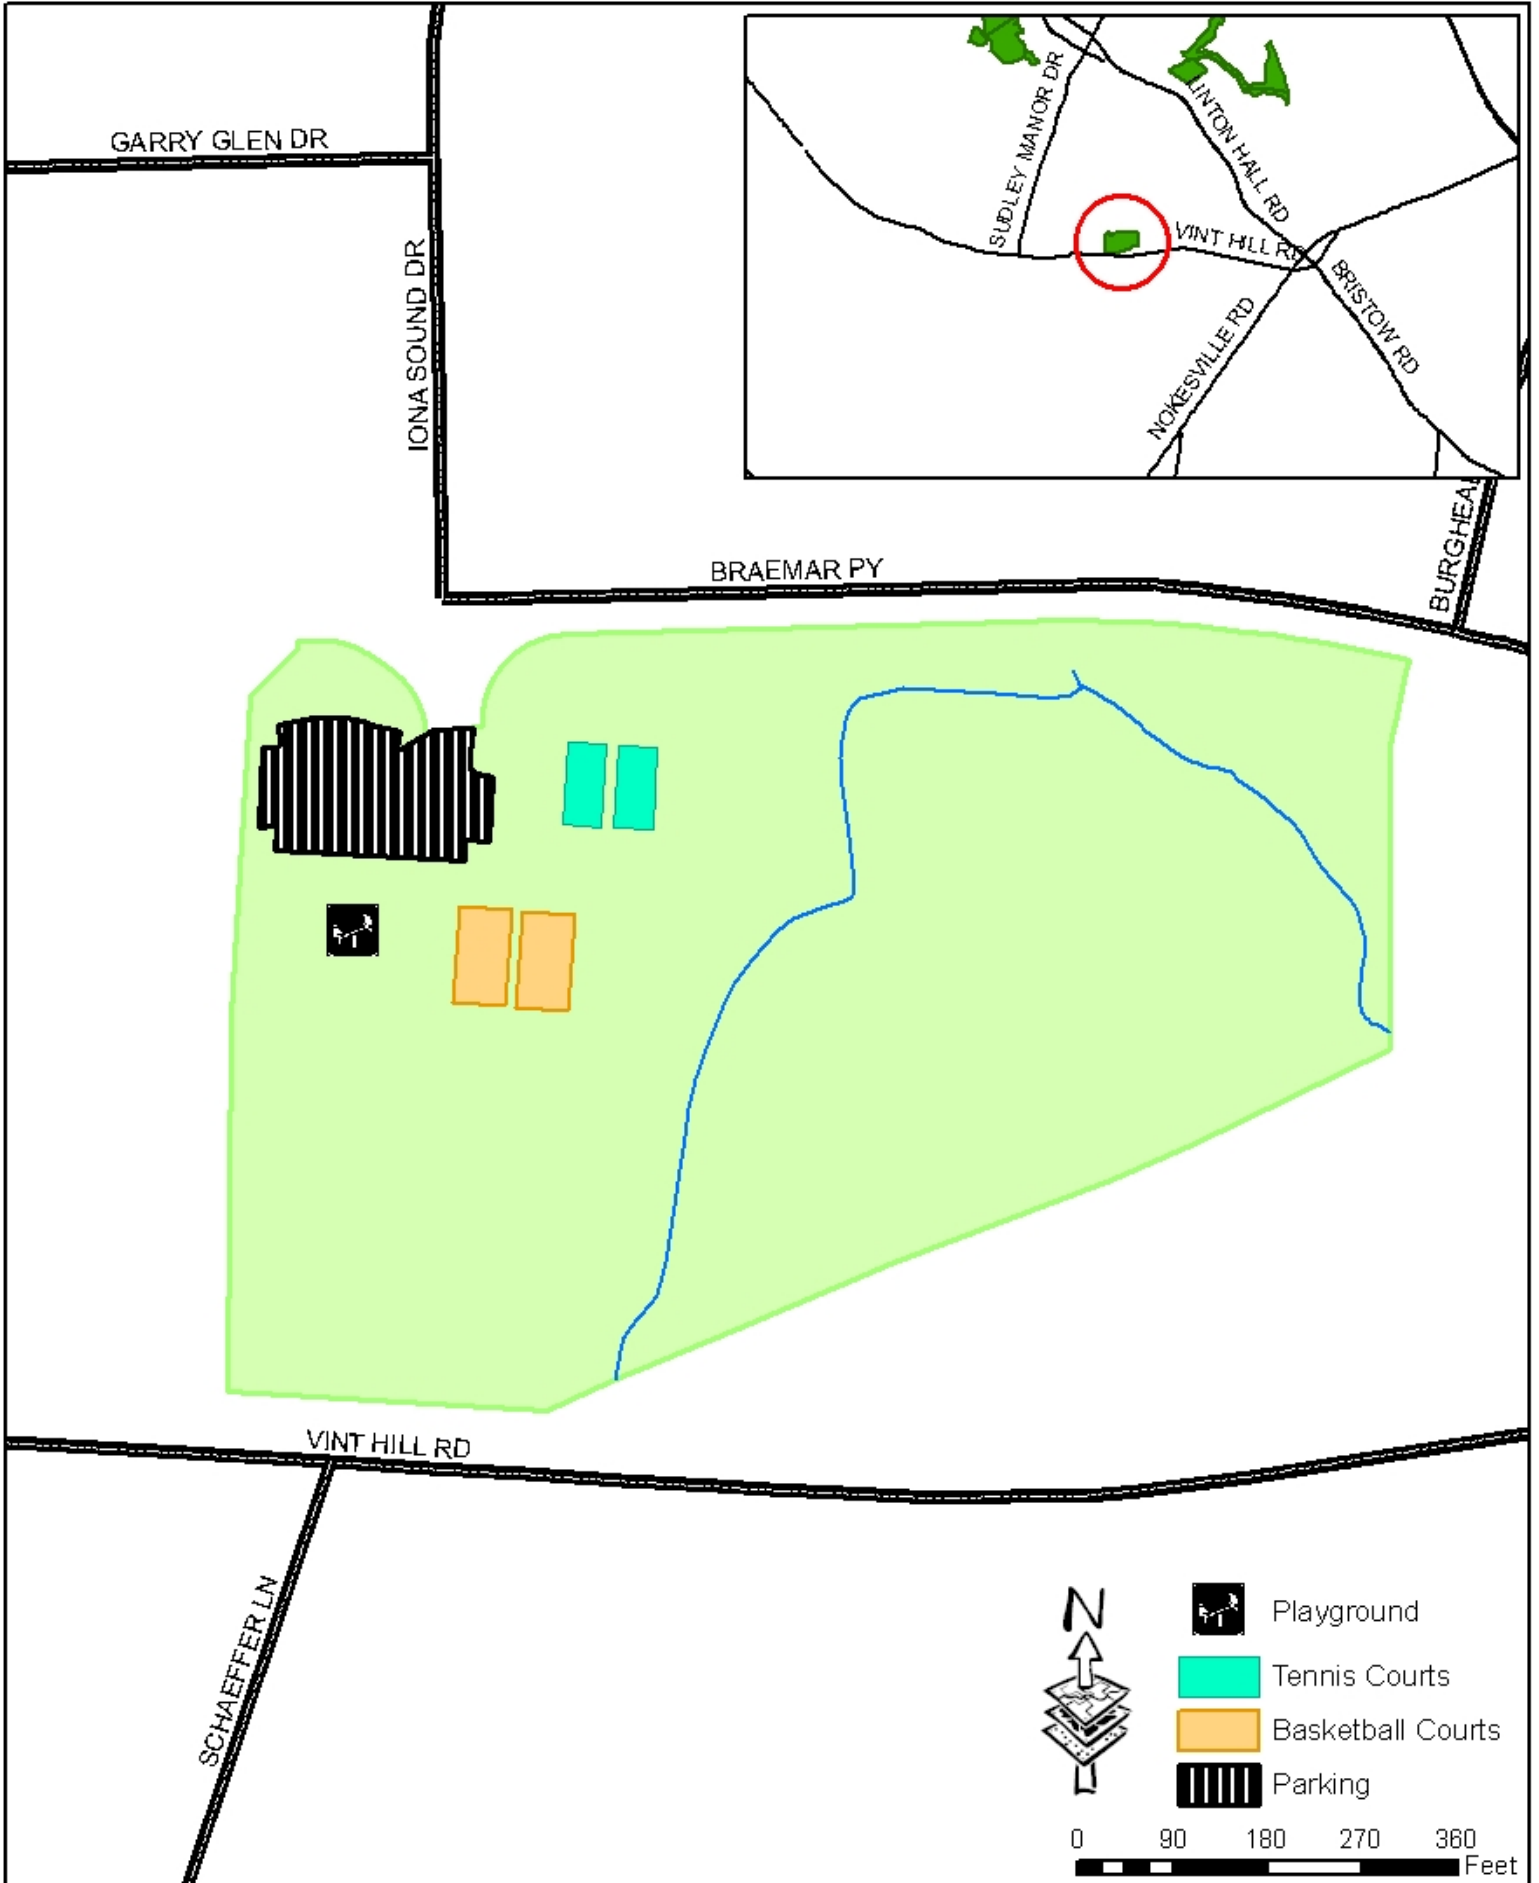 GARRY GLEN DR
IONA SOUND DR
SUDLEY MANOR DR
LINTON HALL RD
VINT HILL RD
NOKESVILLE RD
BRISTOW RD
BRAEMAR PY
BURGHEA
VINT HILL RD
SCHAEFFER LN
N
Playground
Tennis Courts
Basketball Courts
Parking
0 90 180 270 360
Feet